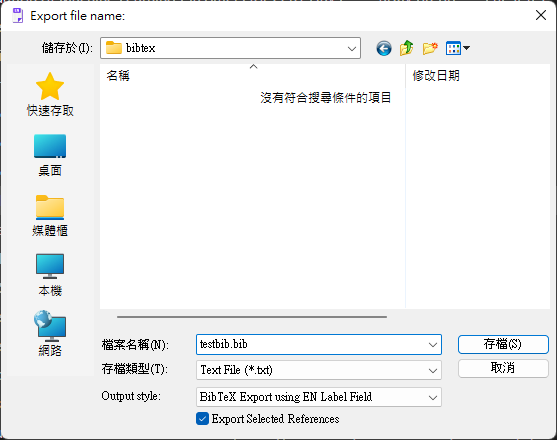 Export file name:
儲存於(I):
bibtex
名稱
修改日期
沒有符合搜尋條件的項目
快速存取
桌面
媒體櫃
本機
網路
檔案名稱(N):
testbib.bib
存檔(S)
存檔類型(T):
Text File (*.txt)
取消
Output style:
BibTeX Export using EN Label Field
Export Selected References